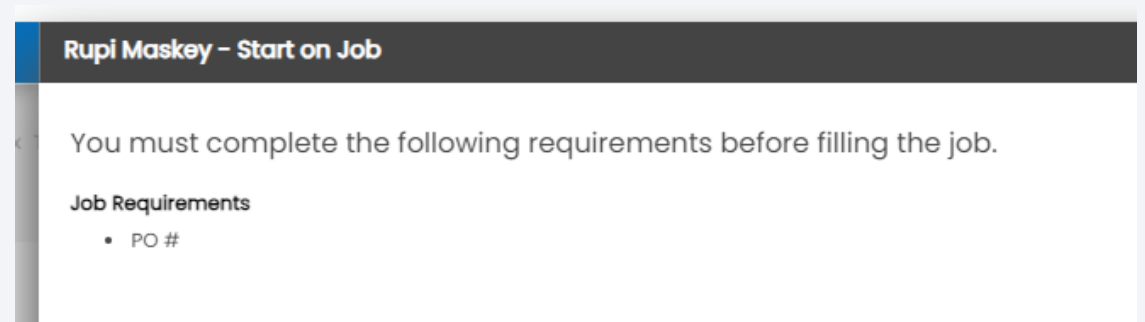 Rupi Maskey - Start on Job
You must complete the following requirements before filling the job.
Job Requirements
• PO #